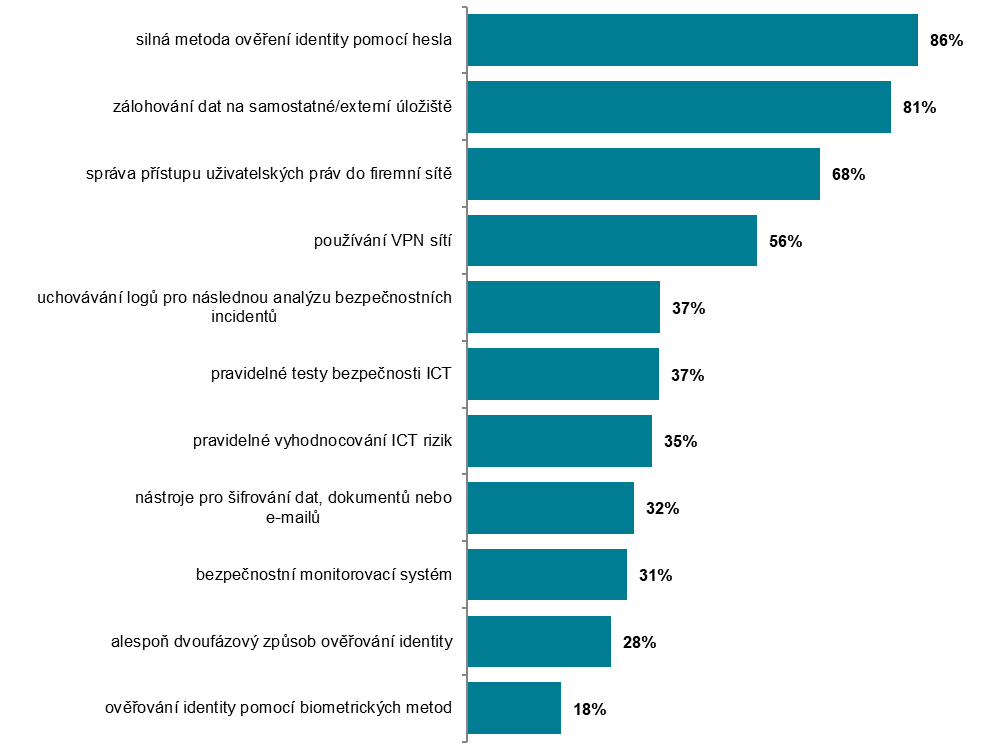 silná metoda ověření identity pomocí hesla
86%
zálohování dat na samostatné/externí úložiště
81%
správa přístupu uživatelských práv do firemní sítě
68%
používání VPN sítí
56%
uchovávání logů pro následnou analýzu bezpečnostních
incidentů
37%
pravidelné testy bezpečnosti ICT
37%
pravidelné vyhodnocování ICT rizik
35%
nástroje pro šifrování dat, dokumentů nebo
e-mailů
32%
bezpečnostní monitorovací systém
31%
alespoň dvoufázový způsob ověřování identity
28%
ověřování identity pomocí biometrických metod
18%